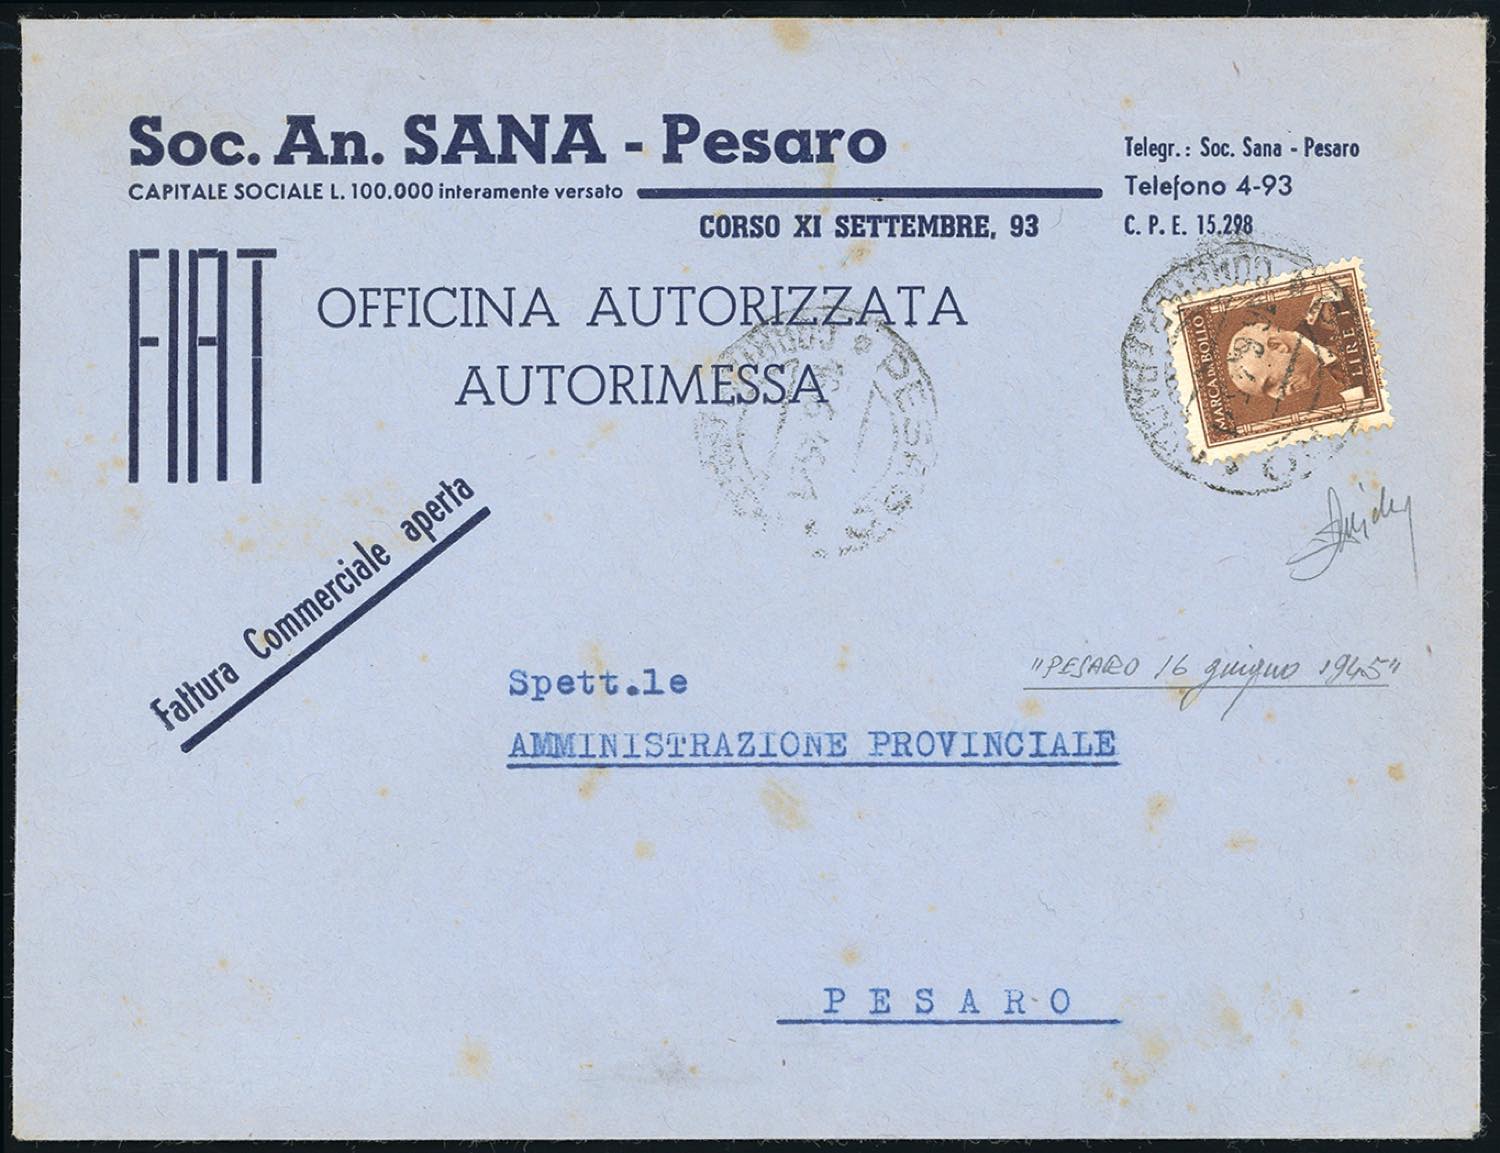 Soc. An. SANA - Pesaro
CAPITALE SOCIALE L. 100.000 interamente versato
CORSO XI SETTEMBRE, 93
Telegr.: Soc. Sana - Pesaro
Telefono 4-93
C. P. E. 15.298
FIAT
OFFICINA AUTORIZZATA
AUTORIMESSA
MARCA DA BOLLO
LIRE 1
PESARO
Fattura Commerciale aperta
"PESARO 16 giugno 1945"
Spett.le
AMMINISTRAZIONE PROVINCIALE
PESARO